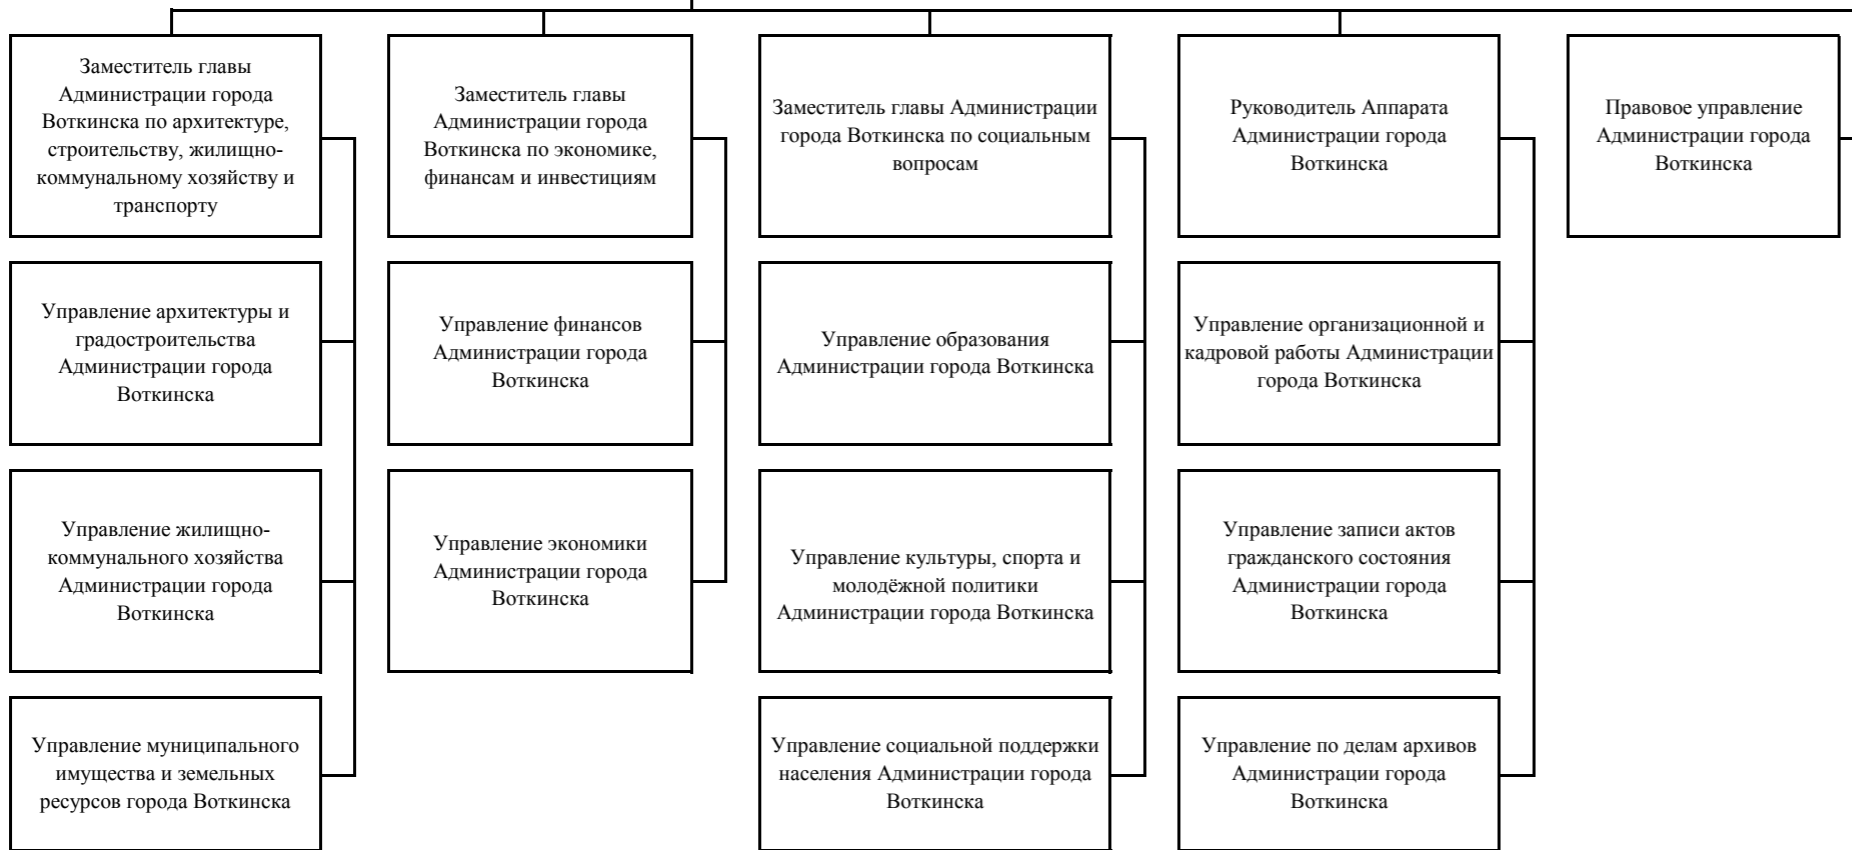 Заместитель главы
Администрации города
Воткинска по архитектуре,
строительству, жилищно-
коммунальному хозяйству и
транспорту
Заместитель главы
Администрации города
Воткинска по экономике,
финансам и инвестициям
Заместитель главы Администрации
города Воткинска по социальным
вопросам
Руководитель Аппарата
Администрации города
Воткинска
Правовое управление
Администрации города
Воткинска
Управление архитектуры и
градостроительства
Администрации города
Воткинска
Управление финансов
Администрации города
Воткинска
Управление образования
Администрации города Воткинска
Управление организационной и
кадровой работы Администрации
города Воткинска
Управление жилищно-
коммунального хозяйства
Администрации города
Воткинска
Управление экономики
Администрации города
Воткинска
Управление культуры, спорта и
молодёжной политики
Администрации города Воткинска
Управление записи актов
гражданского состояния
Администрации города
Воткинска
Управление муниципального
имущества и земельных
ресурсов города Воткинска
Управление социальной поддержки
населения Администрации города
Воткинска
Управление по делам архивов
Администрации города
Воткинска